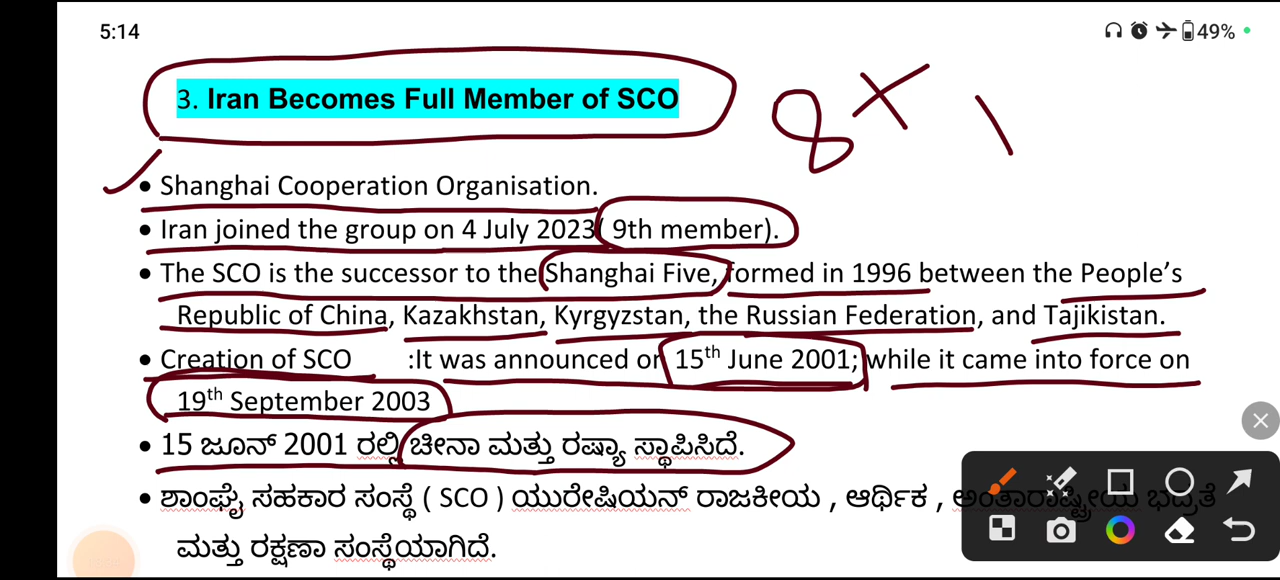 5:14 49%
3. Iran Becomes Full Member of SCO
8 X \
• Shanghai Cooperation Organisation.
• Iran joined the group on 4 July 2023( 9th member).
• The SCO is the successor to the Shanghai Five, formed in 1996 between the People’s
Republic of China, Kazakhstan, Kyrgyzstan, the Russian Federation, and Tajikistan.
• Creation of SCO :It was announced on 15th June 2001; while it came into force on
19th September 2003
• 15 ಜೂನ್ 2001 ರಲ್ಲಿ ಚೀನಾ ಮತ್ತು ರಷ್ಯಾ ಸ್ಥಾಪಿಸಿದೆ.
• ಶಾಂಘೈ ಸಹಕಾರ ಸಂಸ್ಥೆ ( SCO ) ಯುರೇಷಿಯನ್ ರಾಜಕೀಯ , ಆರ್ಥಿಕ , ಅಂತಾರಾಷ್ಟ್ರೀಯ ಭದ್ರತೆ
ಮತ್ತು ರಕ್ಷಣಾ ಸಂಸ್ಥೆಯಾಗಿದೆ.